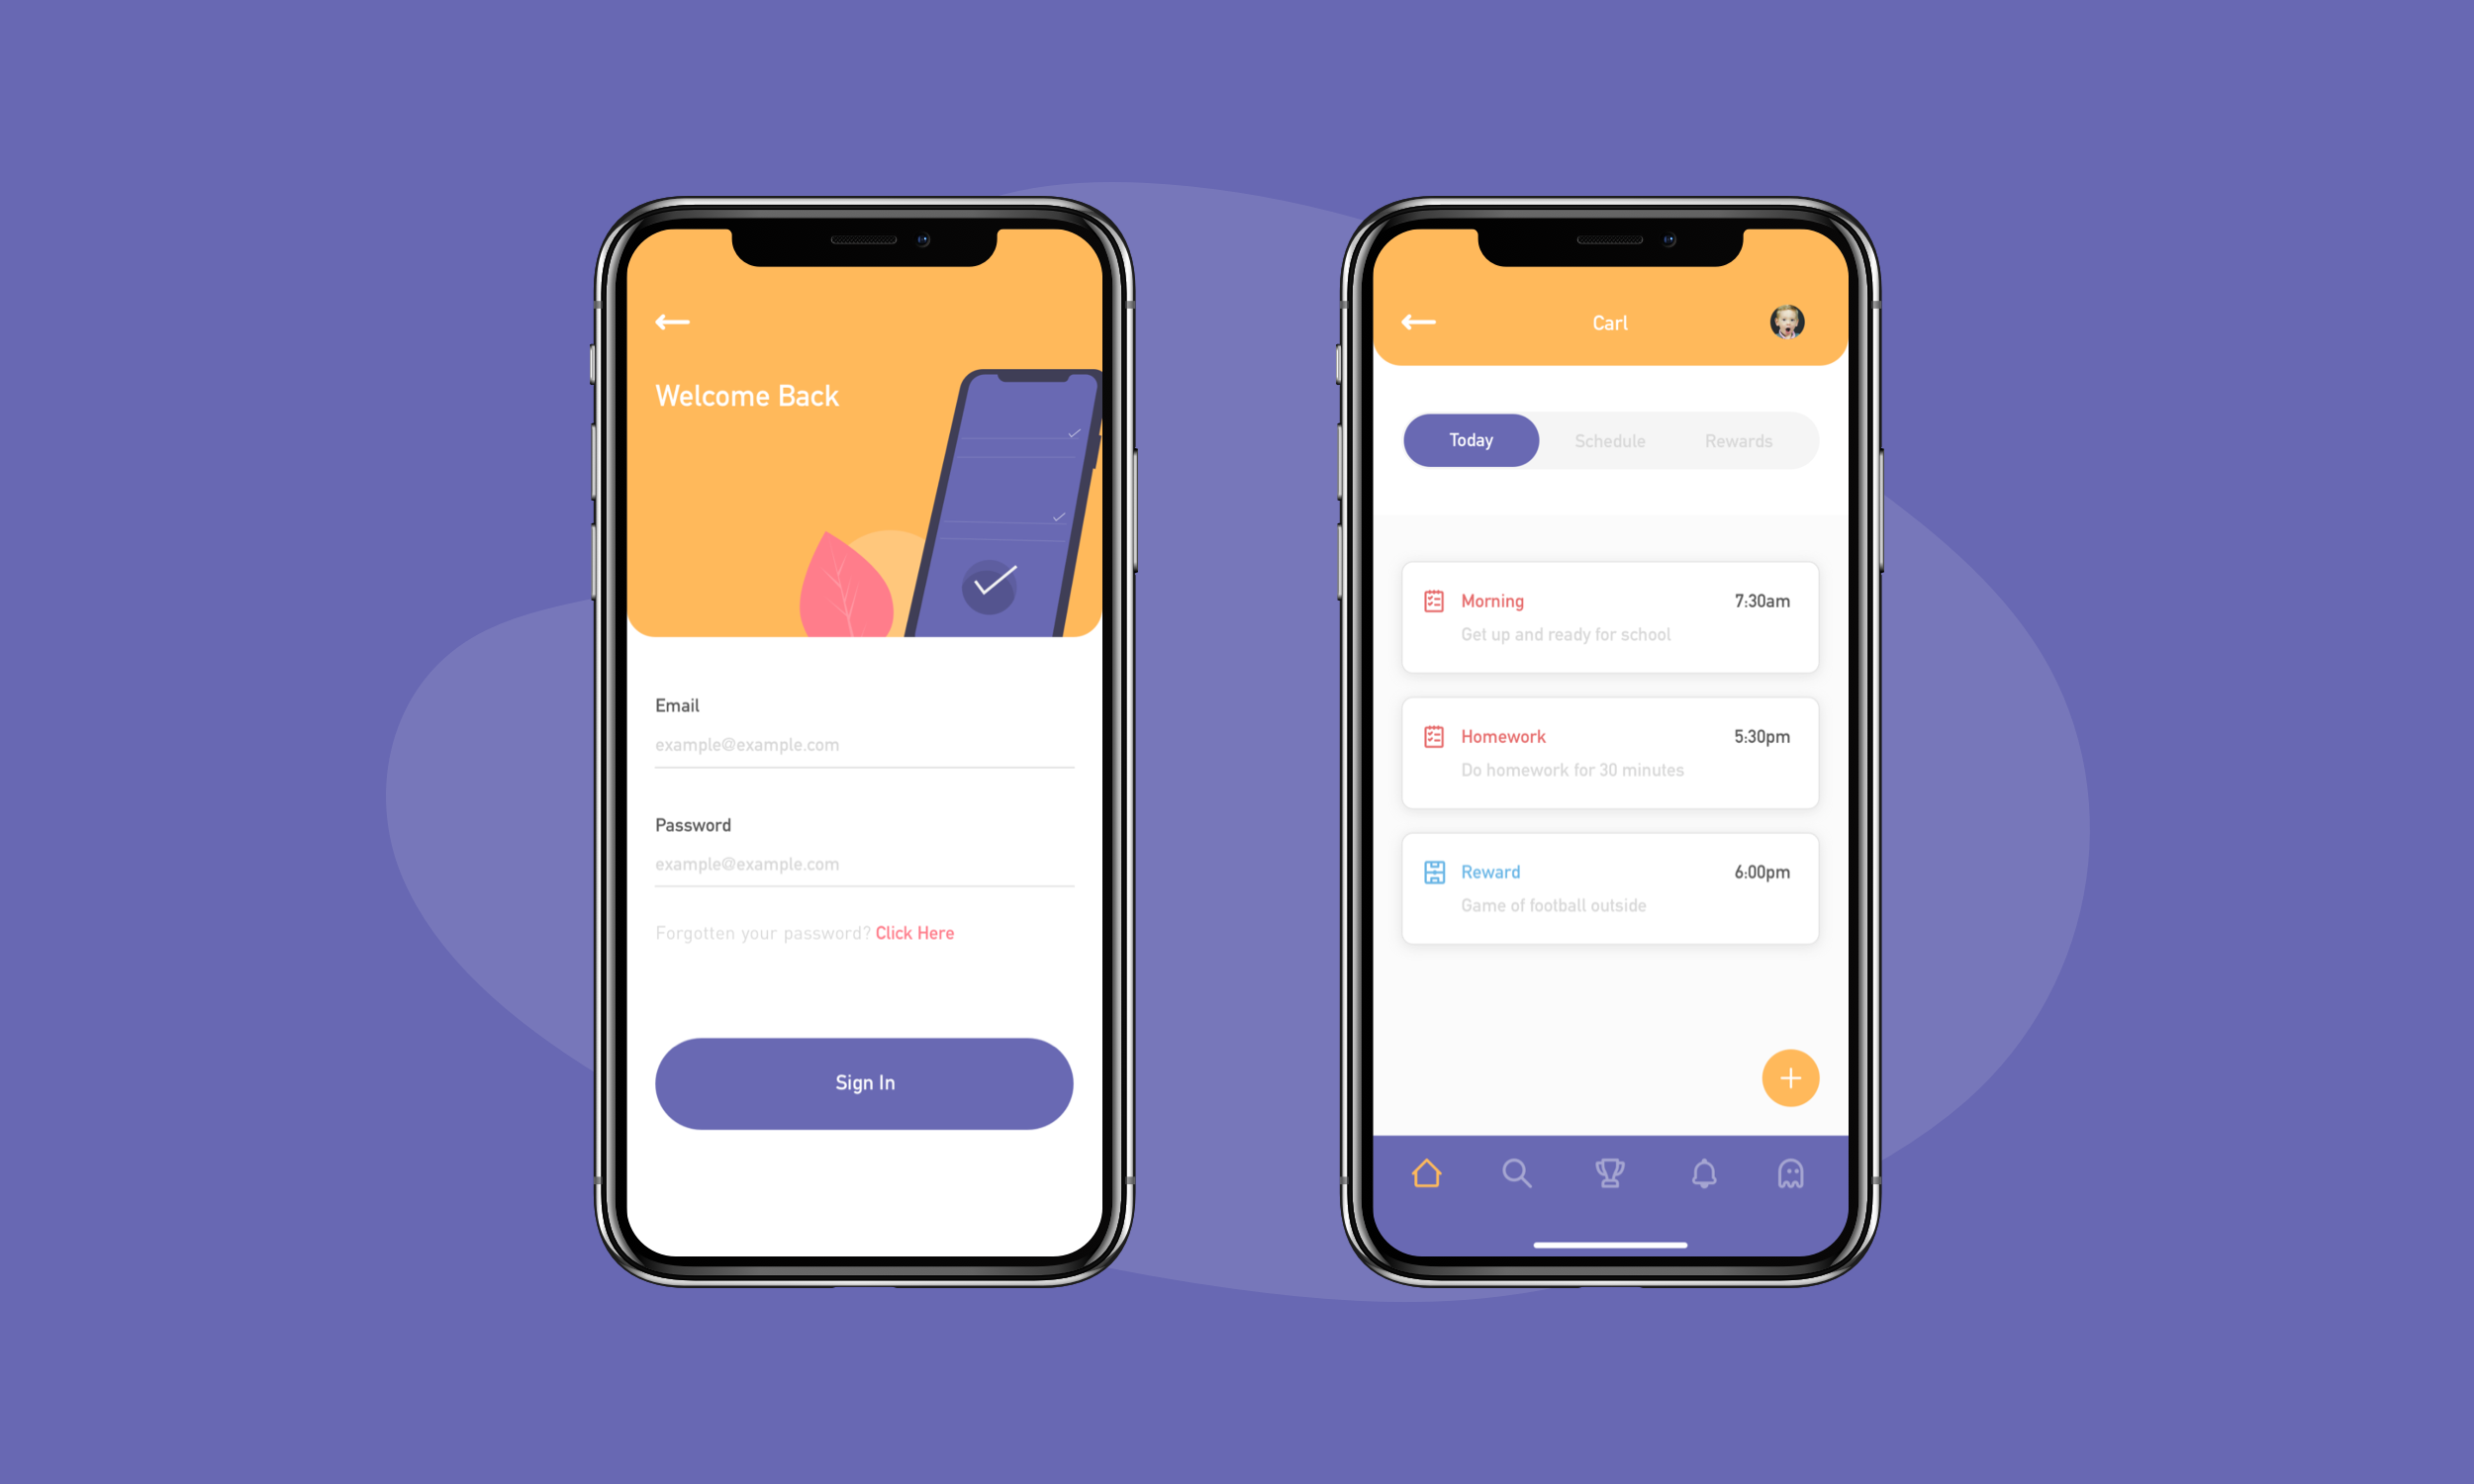 Welcome Back
Email
example@example.com
Password
example@example.com
Forgotten your password? Click Here
Sign In
Carl
Today Schedule Rewards
Morning 7:30am
Get up and ready for school
Homework 5:30pm
Do homework for 30 minutes
Reward 6:00pm
Game of football outside